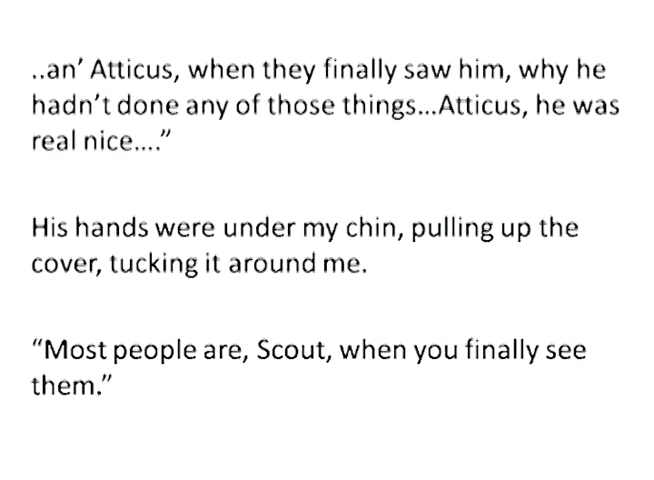 ..an’ Atticus, when they finally saw him, why he
hadn’t done any of those things...Atticus, he was
real nice....”
His hands were under my chin, pulling up the
cover, tucking it around me.
“Most people are, Scout, when you finally see
them.”